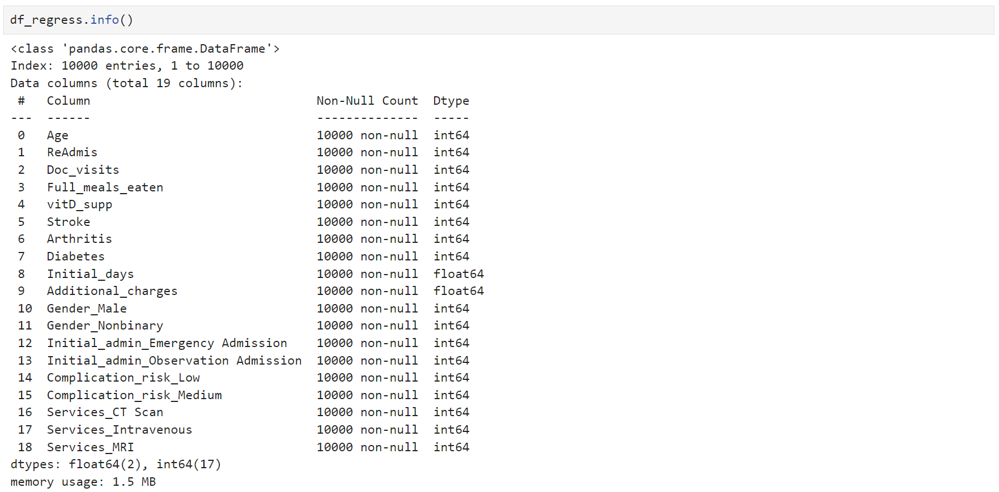 df_regress.info()
<class 'pandas.core.frame.DataFrame'>
Index: 10000 entries, 1 to 10000
Data columns (total 19 columns):
 #   Column                               Non-Null Count  Dtype
---  ------                               --------------  -----
 0   Age                                  10000 non-null  int64
 1   ReAdmis                              10000 non-null  int64
 2   Doc_visits                           10000 non-null  int64
 3   Full_meals_eaten                     10000 non-null  int64
 4   vitD_supp                            10000 non-null  int64
 5   Stroke                               10000 non-null  int64
 6   Arthritis                            10000 non-null  int64
 7   Diabetes                             10000 non-null  int64
 8   Initial_days                         10000 non-null  float64
 9   Additional_charges                   10000 non-null  float64
 10  Gender_Male                          10000 non-null  int64
 11  Gender_Nonbinary                     10000 non-null  int64
 12  Initial_admin_Emergency Admission    10000 non-null  int64
 13  Initial_admin_Observation Admission  10000 non-null  int64
 14  Complication_risk_Low                10000 non-null  int64
 15  Complication_risk_Medium             10000 non-null  int64
 16  Services_CT Scan                     10000 non-null  int64
 17  Services_Intravenous                 10000 non-null  int64
 18  Services_MRI                         10000 non-null  int64
dtypes: float64(2), int64(17)
memory usage: 1.5 MB